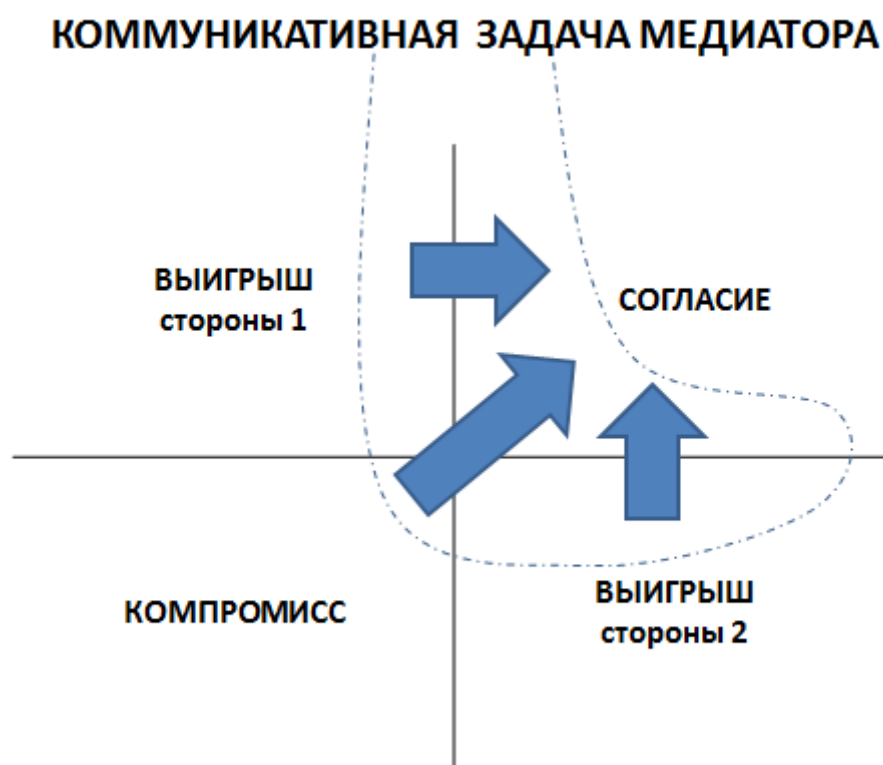 КОММУНИКАТИВНАЯ ЗАДАЧА МЕДИАТОРА
ВЫИГРЫШ
стороны 1
СОГЛАСИЕ
КОМПРОМИСС
ВЫИГРЫШ
стороны 2